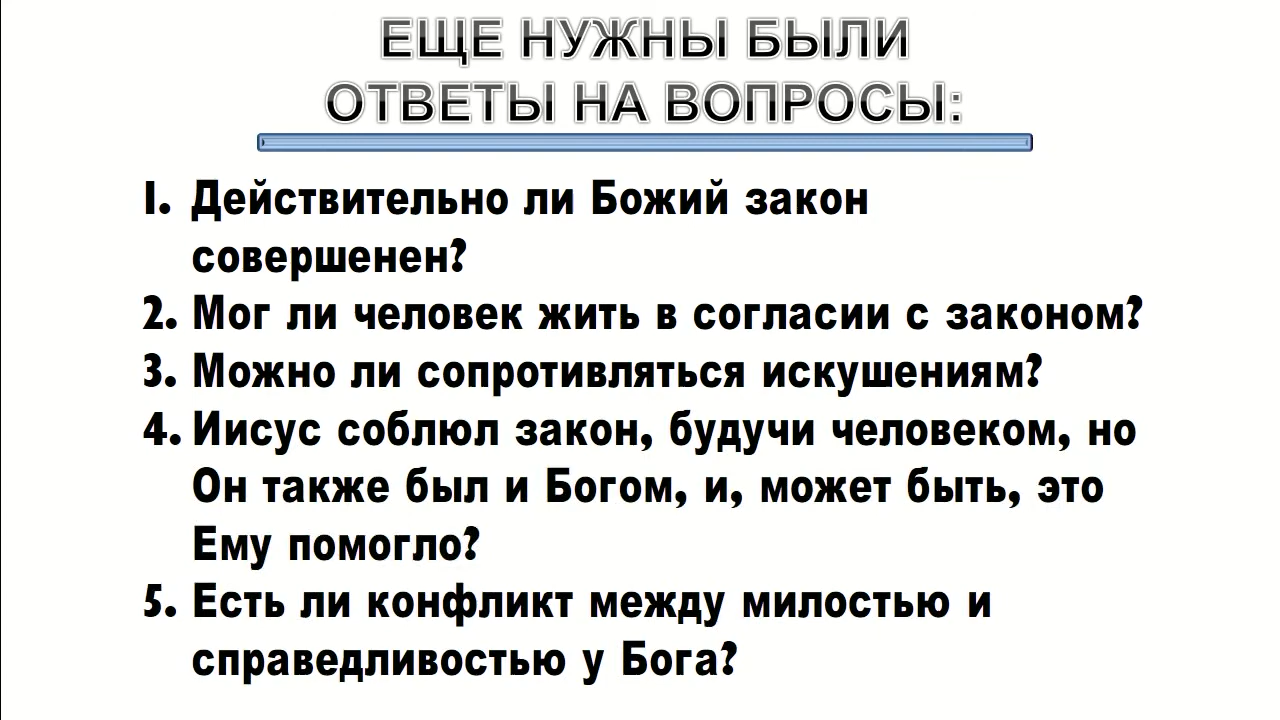 ЕЩЕ НУЖНЫ БЫЛИ
ОТВЕТЫ НА ВОПРОСЫ:
1. Действительно ли Божий закон
совершенен?
2. Мог ли человек жить в согласии с законом?
3. Можно ли сопротивляться искушениям?
4. Иисус соблюл закон, будучи человеком, но
Он также был и Богом, и, может быть, это
Ему помогло?
5. Есть ли конфликт между милостью и
справедливостью у Бога?